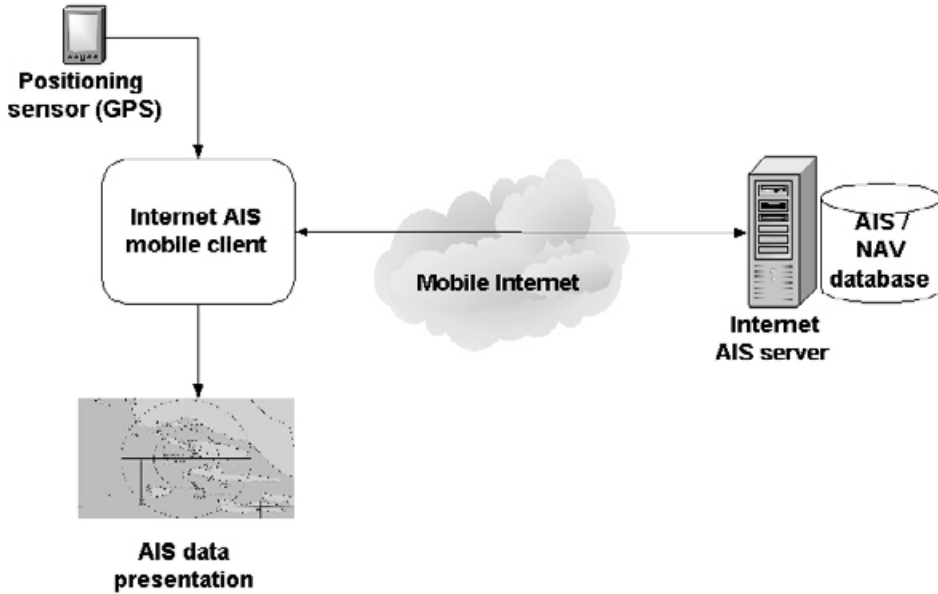 Positioning
sensor (GPS)
Internet AIS
mobile client
Mobile Internet
AIS /
NAV
database
Internet
AIS server
AIS data
presentation